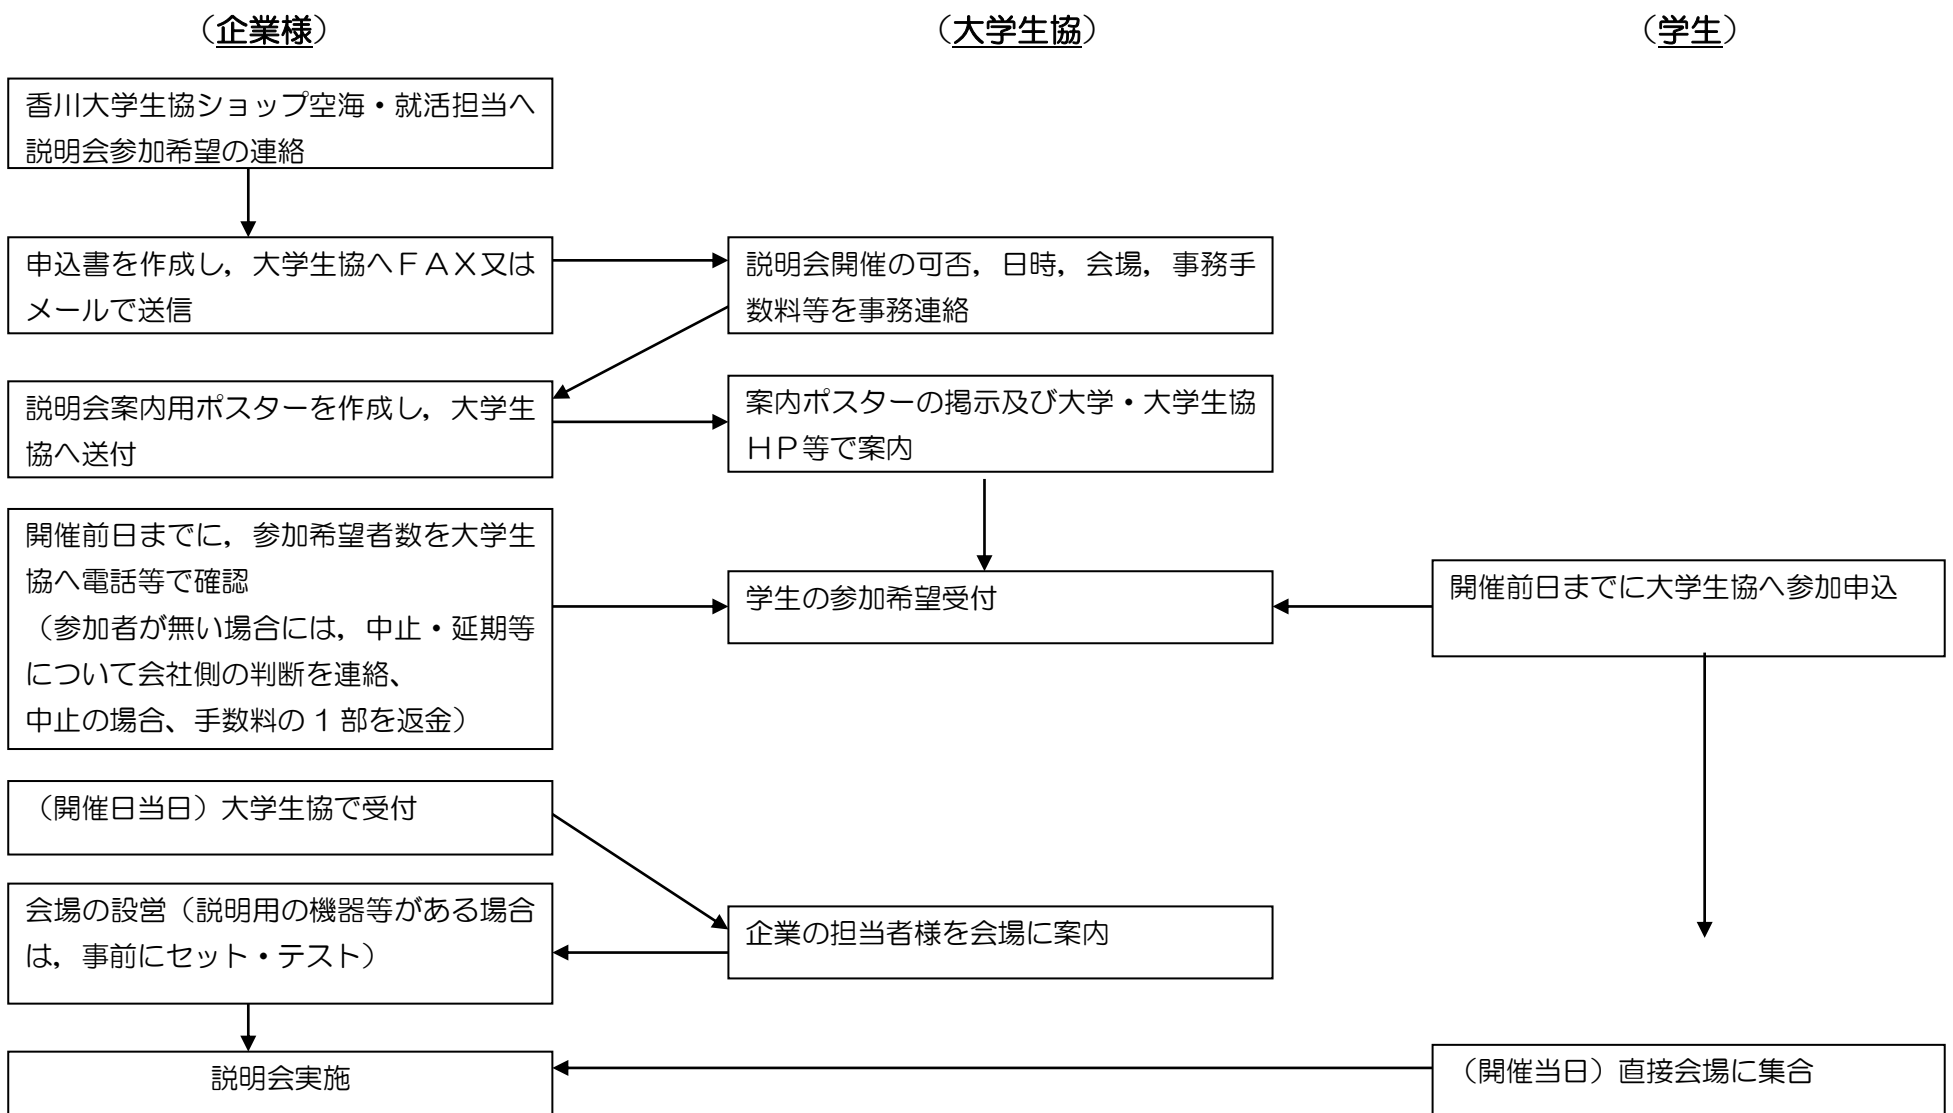 （企業様）
（大学生協）
（学生）
香川大学生協ショップ空海・就活担当へ
説明会参加希望の連絡
申込書を作成し，大学生協へＦＡＸ又は
メールで送信
説明会開催の可否，日時，会場，事務手
数料等を事務連絡
説明会案内用ポスターを作成し，大学生
協へ送付
案内ポスターの掲示及び大学・大学生協
ＨＰ等で案内
開催前日までに，参加希望者数を大学生
協へ電話等で確認
（参加者が無い場合には，中止・延期等
について会社側の判断を連絡、
中止の場合、手数料の 1 部を返金）
学生の参加希望受付
開催前日までに大学生協へ参加申込
（開催日当日）大学生協で受付
会場の設営（説明用の機器等がある場合
は，事前にセット・テスト）
企業の担当者様を会場に案内
説明会実施
（開催当日）直接会場に集合